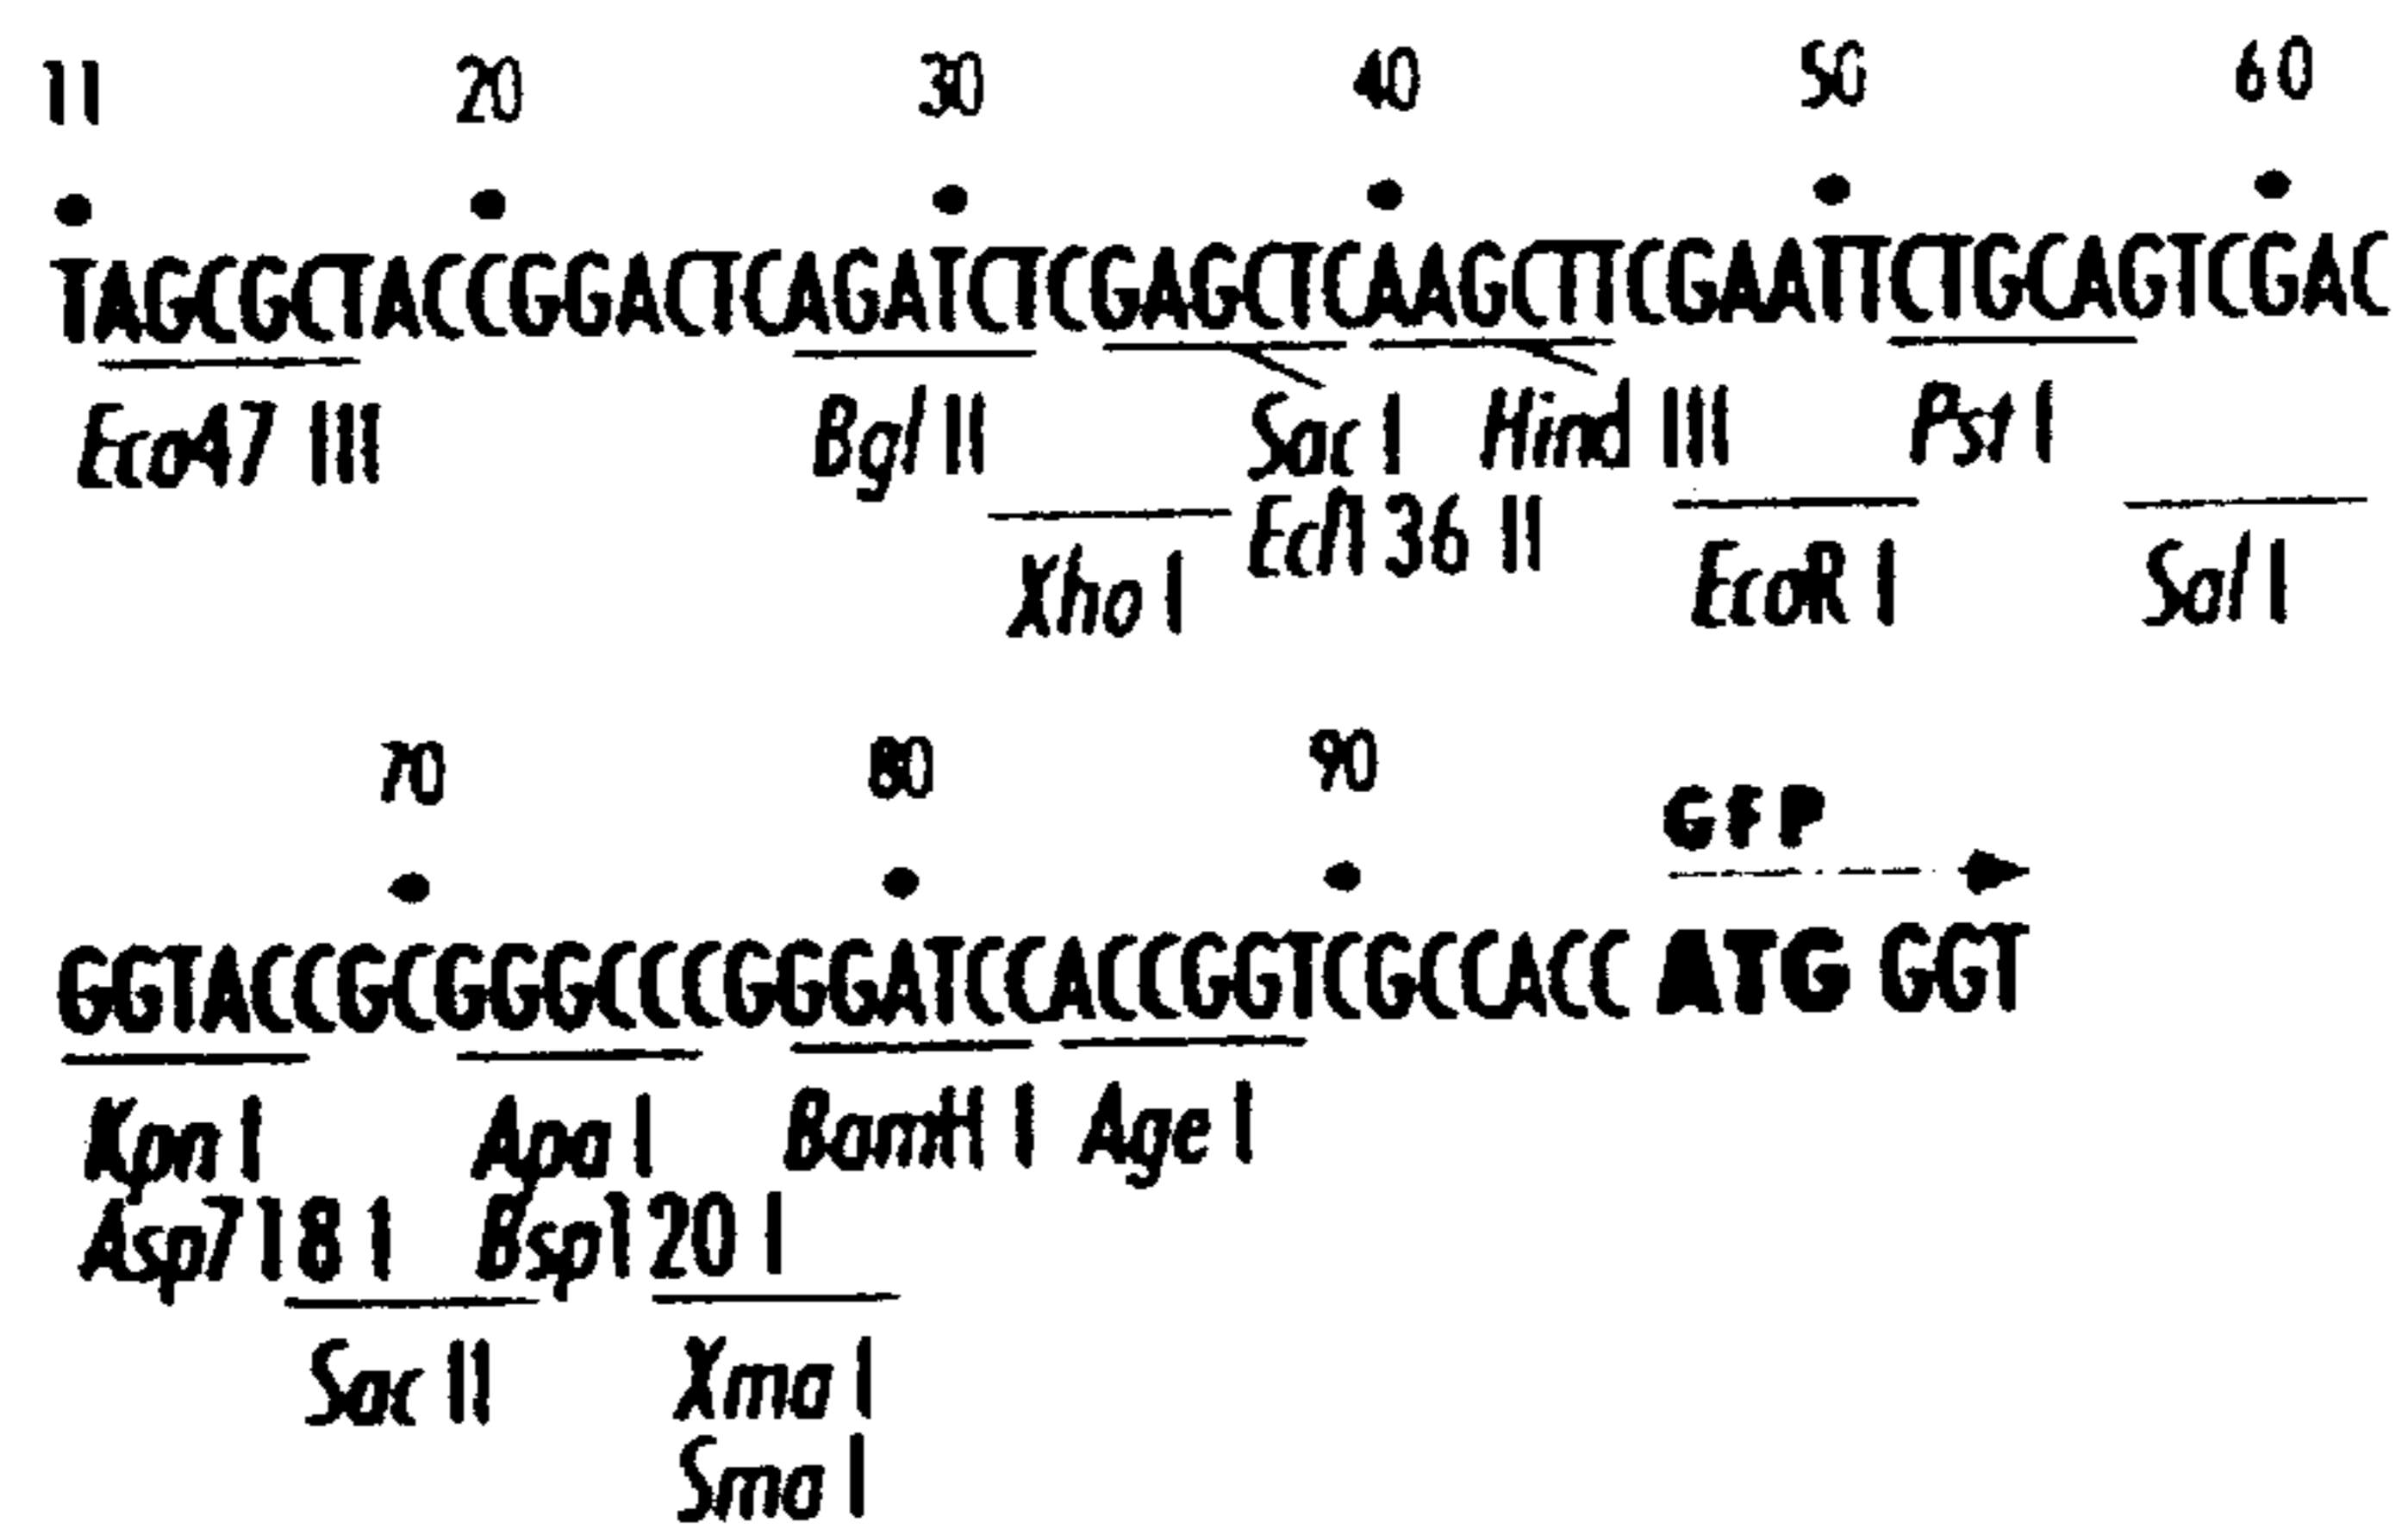 11 20 30 40 50 60
TAGCGCTACCGGACTCAGATCTCGAGCTCAAGCTTCGAATTCTGCAGTCGAC
Eco47 III Bgl II Sac I Hind III Pst I
Ecl136 II
Xho I EcoR I Sal I
70 80 90
GFP
GGTACCGCGGGCCCGGGATCCACCGGTCGCCACC ATG GGT
Kpn I Apa I BamH I Age I
Asp718 I Bsp120 I
Sac II Xma I
Sma I